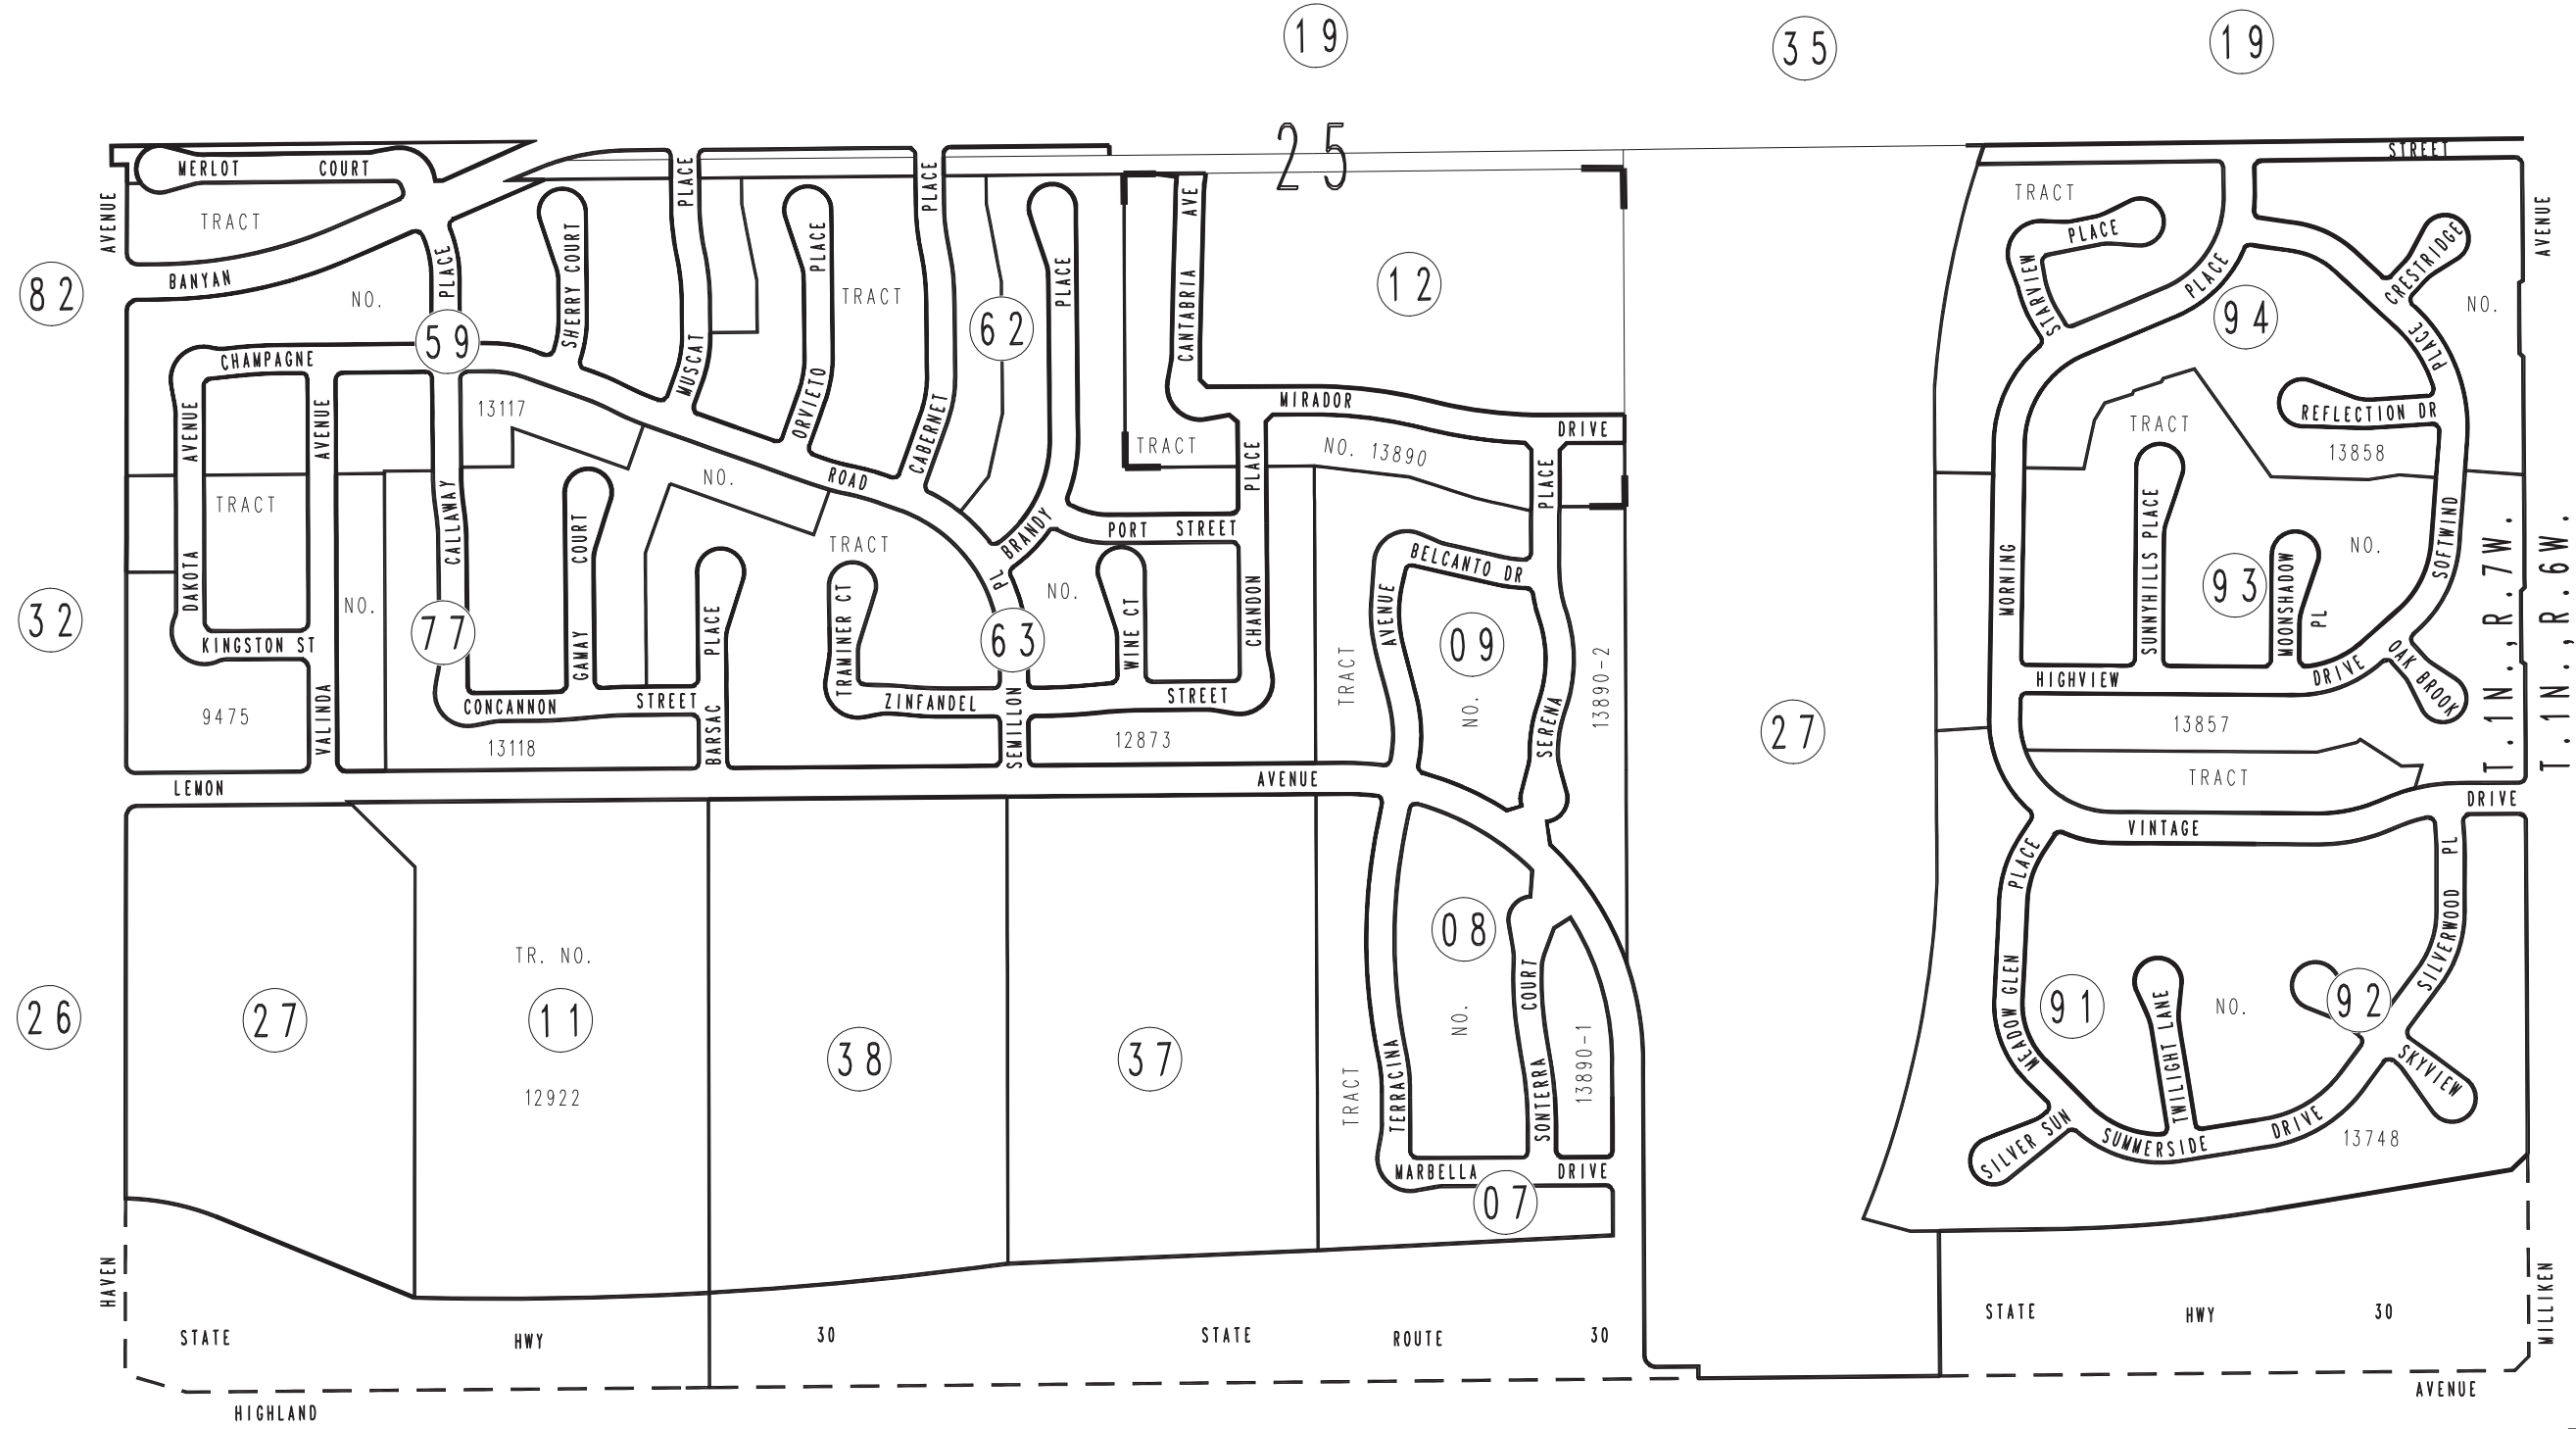 19
35
19
25
MERLOT COURT
STREET
AVENUE
TRACT
BANYAN
82
NO.
PLACE
59
SHERRY COURT
MUSCAT PLACE
ORVIETO PLACE
TRACT
CABERNET PLACE
62
PLACE
BRANDY
CANTABRIA AVE
12
TRACT
STARVIEW PLACE
PLACE
94
CRESTRIDGE
PLACE
NO.
AVENUE
CHAMPAGNE
AVENUE
AVENUE
13117
MIRADOR
DRIVE
TRACT
NO. 13890
PLACE
PLACE
TRACT
REFLECTION DR
13858
NO.
ROAD
TRACT
CALLAWAY
GAMAY COURT
TRACT
PORT STREET
PL
NO.
BELCANTO DR
DAKOTA
32
NO.
KINGSTON ST
77
BARSAC PLACE
TRAMINER CT
63
WINE CT
CHANDON
AVENUE
TRACT
09
NO.
SERENA
13890-2
MORNING
SUNNYHILLS PLACE
93
MOONSHADOW PL
NO.
SOFTWIND
OAK BROOK
T.1N.,R.7W.
T.1N.,R.6W.
HIGHVIEW
DRIVE
9475
VALINDA
CONCANNON
STREET
13118
ZINFANDEL
SEMILLON
STREET
12873
27
13857
TRACT
LEMON
AVENUE
DRIVE
VINTAGE
MEADOW GLEN PLACE
SILVERWOOD PL
26
27
TR. NO.
11
12922
38
37
TRACT
TERRACINA
08
NO.
SONTERRA COURT
13890-1
91
TWILIGHT LANE
NO.
92
SKYVIEW
SILVER SUN
SUMMERSIDE
DRIVE
13748
MARBELLA
DRIVE
07
HAVEN
MILLIKEN
STATE HWY 30
STATE ROUTE 30
STATE HWY 30
HIGHLAND
AVENUE